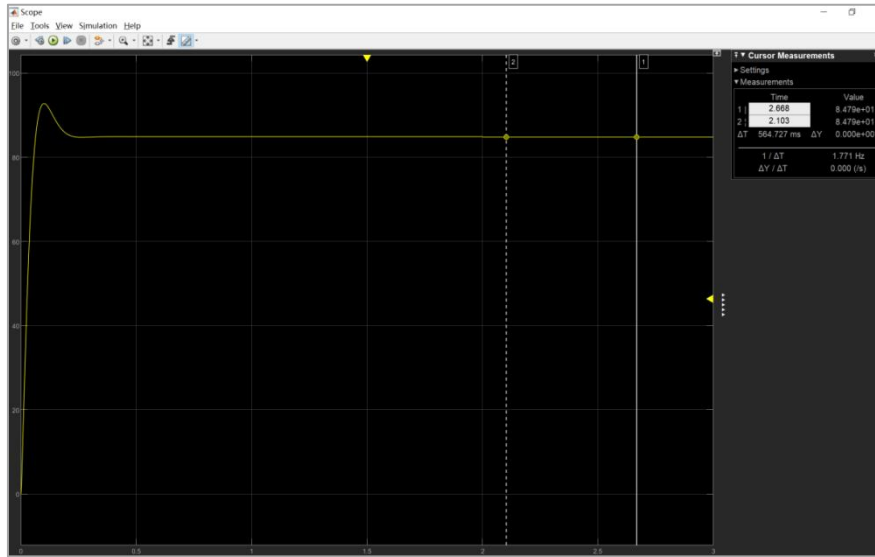 Scope
File Tools View Simulation Help
Cursor Measurements
Settings
Measurements
Time Value
1 | 2.668 8.479e+01
2 ¦ 2.103 8.479e+01
ΔT 564.727 ms ΔY 0.000e+00
1 / ΔT 1.771 Hz
ΔY / ΔT 0.000 (/s)
2 1
100
80
60
40
20
0
0 0.5 1 1.5 2 2.5 3